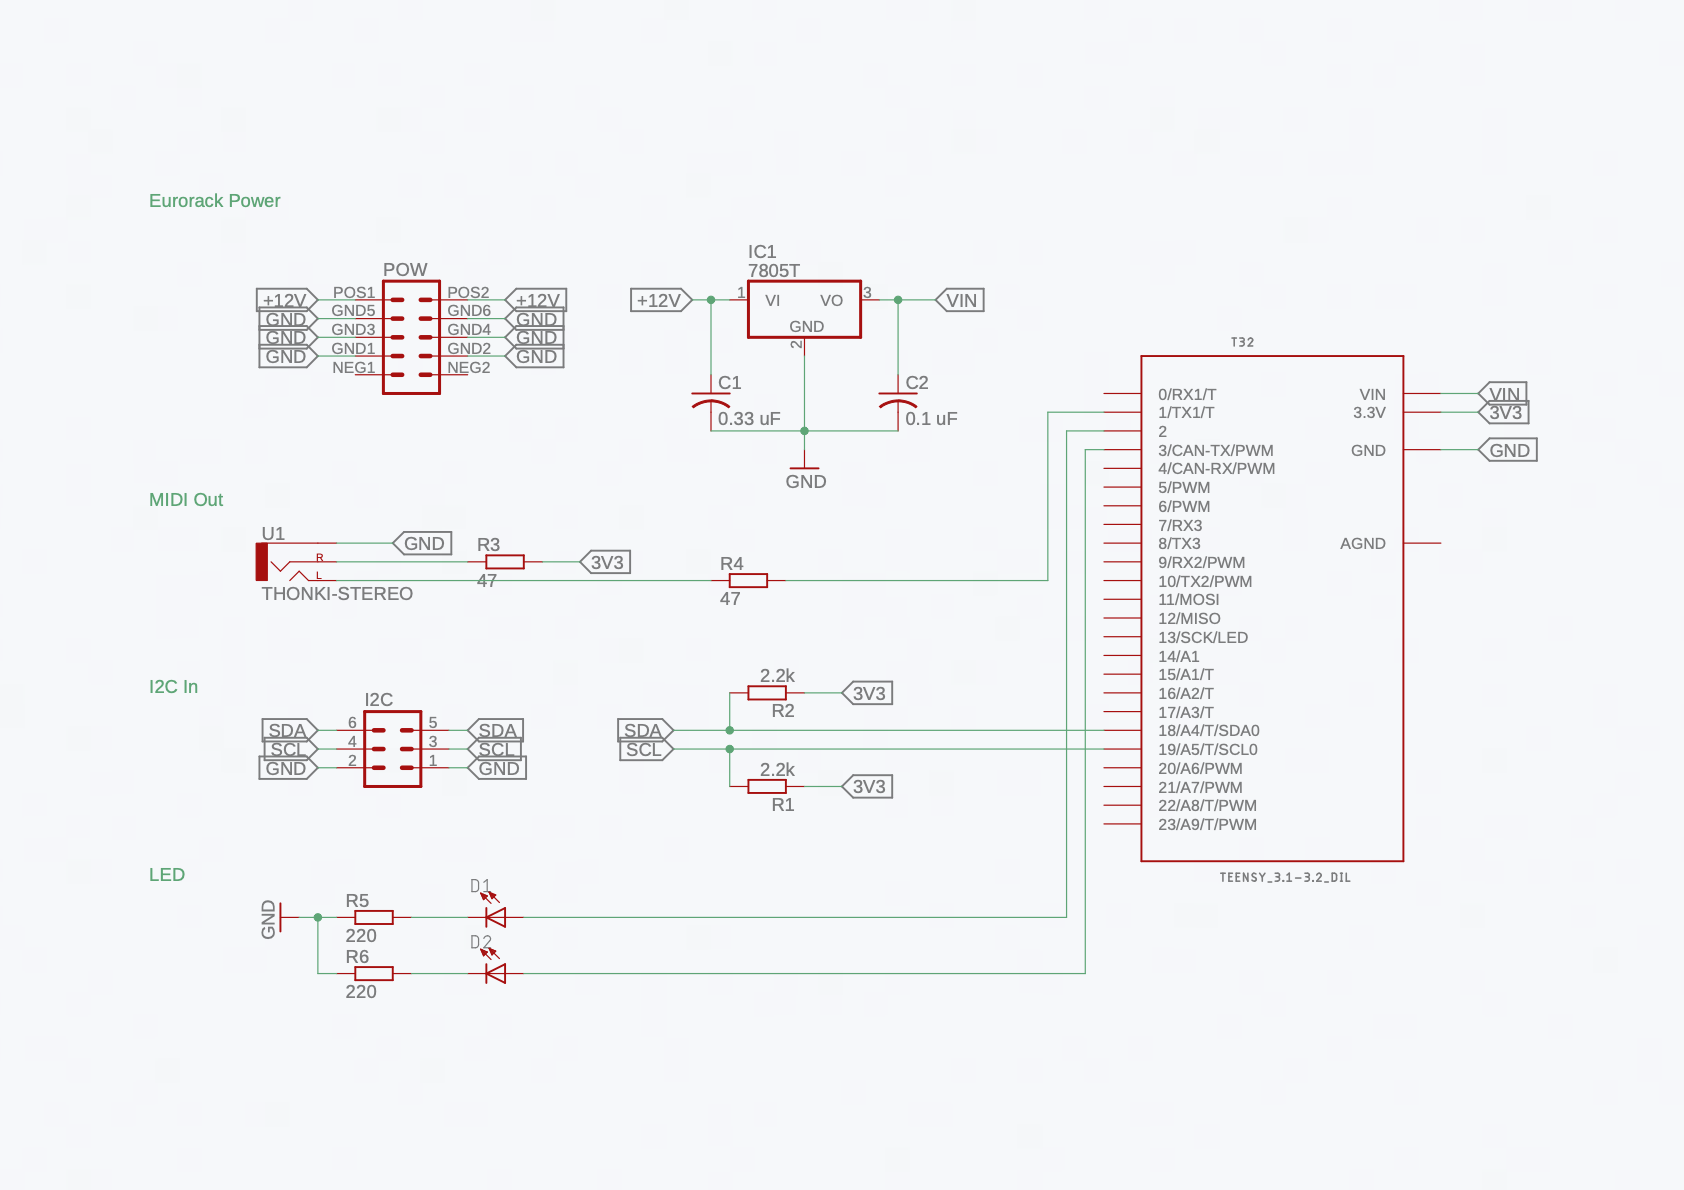 Eurorack Power
POW
+12V POS1 POS2 +12V
GND GND5 GND6 GND
GND GND3 GND4 GND
GND GND1 GND2 GND
NEG1 NEG2
IC1
7805T
+12V 1 VI VO 3 VIN
GND
2
C1
0.33 uF
C2
0.1 uF
GND
MIDI Out
U1
GND
R
L
THONKI-STEREO
R3
47
3V3
R4
47
I2C In
I2C
SDA 6 5 SDA
SCL 4 3 SCL
GND 2 1 GND
2.2k
R2
3V3
SDA
SCL
2.2k
R1
3V3
LED
GND
R5
220
D1
R6
220
D2
T32
0/RX1/T
1/TX1/T
2
3/CAN-TX/PWM
4/CAN-RX/PWM
5/PWM
6/PWM
7/RX3
8/TX3
9/RX2/PWM
10/TX2/PWM
11/MOSI
12/MISO
13/SCK/LED
14/A1
15/A1/T
16/A2/T
17/A3/T
18/A4/T/SDA0
19/A5/T/SCL0
20/A6/PWM
21/A7/PWM
22/A8/T/PWM
23/A9/T/PWM
VIN VIN
3.3V 3V3
GND GND
AGND
TEENSY_3.1-3.2_DIL